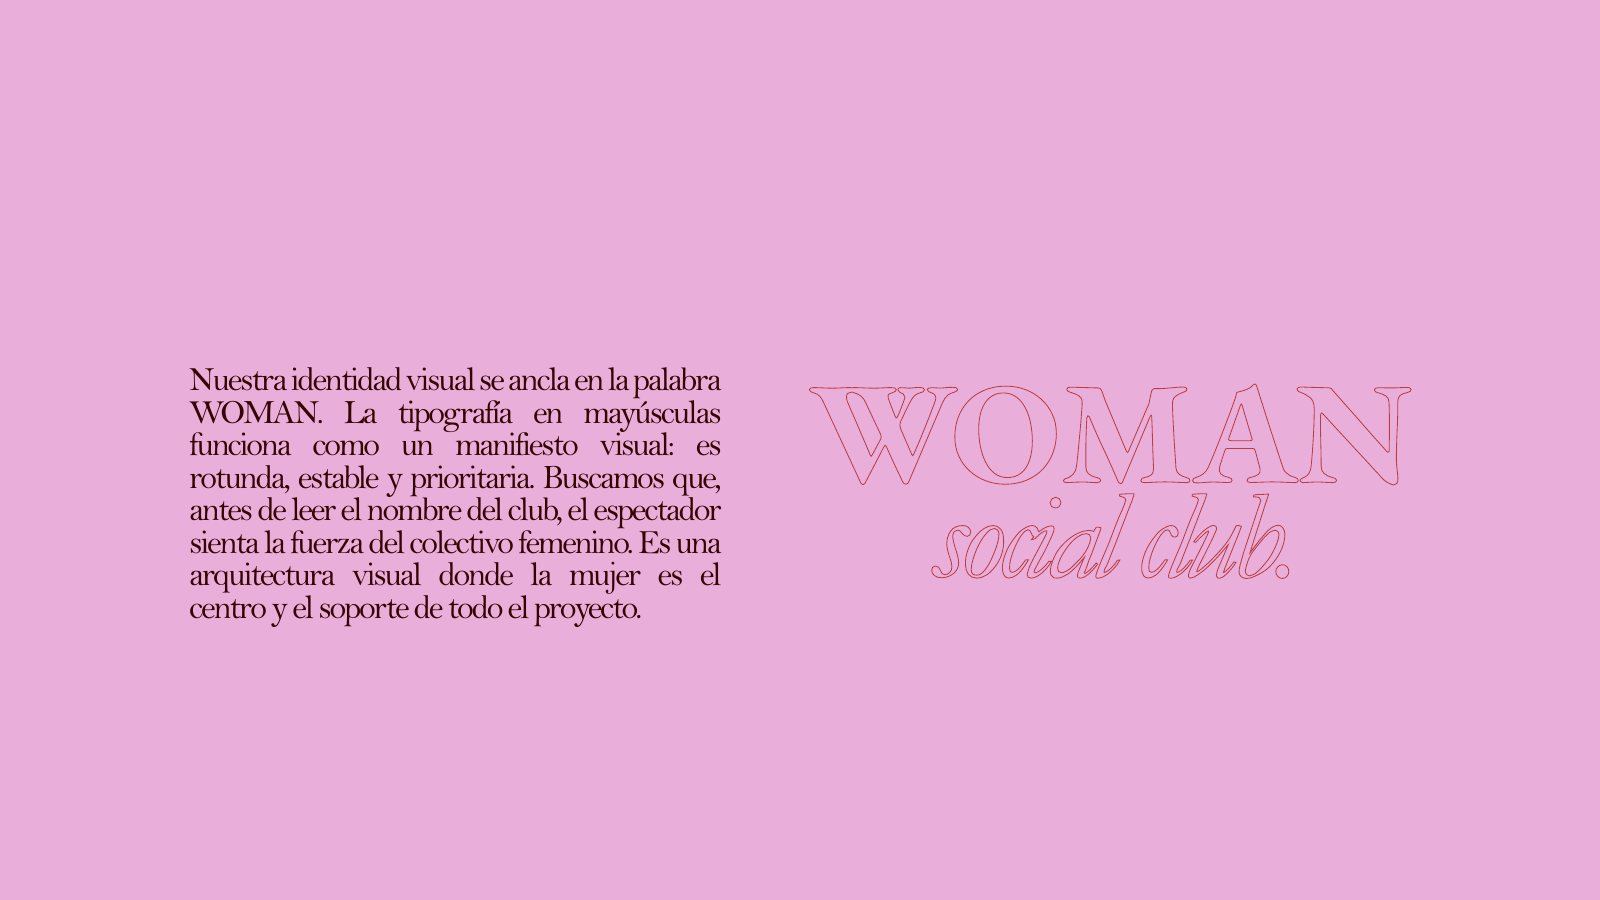 Nuestra identidad visual se ancla en la palabra
WOMAN. La tipografía en mayúsculas
funciona como un manifiesto visual: es
rotunda, estable y prioritaria. Buscamos que,
antes de leer el nombre del club, el espectador
sienta la fuerza del colectivo femenino. Es una
arquitectura visual donde la mujer es el
centro y el soporte de todo el proyecto.
WOMAN
social club.